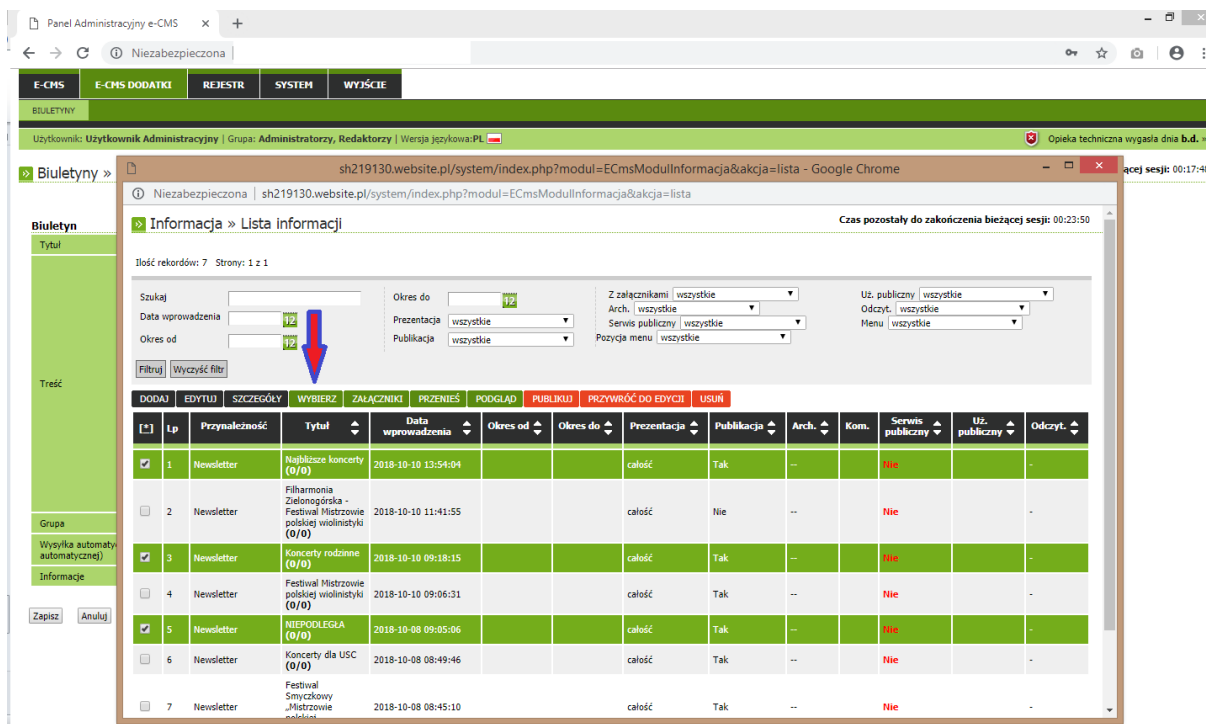 Panel Administracyjny e-CMS
Niezabezpieczona
E-CMS E-CMS DODATKI REJESTR SYSTEM WYJŚCIE
BIULETYNY
Użytkownik: Użytkownik Administracyjny | Grupa: Administratorzy, Redaktorzy | Wersja językowa:PL
Opieka techniczna wygasła dnia b.d. »
Biuletyny »
ącej sesji: 00:17:48
sh219130.website.pl/system/index.php?modul=ECmsModulInformacja&akcja=lista - Google Chrome
Niezabezpieczona | sh219130.website.pl/system/index.php?modul=ECmsModulInformacja&akcja=lista
Informacja » Lista informacji
Czas pozostały do zakończenia bieżącej sesji: 00:23:50
Biuletyn
Tytuł
Treść
Grupa
Wysyłka automaty
automatycznej)
Informacje
Zapisz Anuluj
Ilość rekordów: 7 Strony: 1 z 1
Szukaj
Data wprowadzenia 12
Okres od 12
Okres do 12
Prezentacja wszystkie
Publikacja wszystkie
Z załącznikami wszystkie
Arch. wszystkie
Serwis publiczny wszystkie
Pozycja menu wszystkie
Uż. publiczny wszystkie
Odczyt. wszystkie
Menu wszystkie
Filtruj Wyczyść filtr
DODAJ EDYTUJ SZCZEGÓŁY WYBIERZ ZAŁĄCZNIKI PRZENIEŚ PODGLĄD PUBLIKUJ PRZYWRÓĆ DO EDYCJI USUŃ
[*] Lp Przynależność Tytuł Data wprowadzenia Okres od Okres do Prezentacja Publikacja Arch. Kom. Serwis publiczny Uż. publiczny Odczyt.
1 Newsletter Najbliższe koncerty (0/0) 2018-10-10 13:54:04 całość Tak -- Nie -
2 Newsletter Filharmonia Zielonogórska - Festiwal Mistrzowie polskiej wiolinistyki (0/0) 2018-10-10 11:41:55 całość Nie -- Nie -
3 Newsletter Koncerty rodzinne (0/0) 2018-10-10 09:18:15 całość Tak -- Nie -
4 Newsletter Festiwal Mistrzowie polskiej wiolinistyki (0/0) 2018-10-10 09:06:31 całość Tak -- Nie -
5 Newsletter NIEPODLEGŁA (0/0) 2018-10-08 09:05:06 całość Tak -- Nie -
6 Newsletter Koncerty dla USC (0/0) 2018-10-08 08:49:46 całość Tak -- Nie -
7 Newsletter Festiwal Smyczkowy „Mistrzowie polskiej 2018-10-08 08:45:10 całość Tak -- Nie -